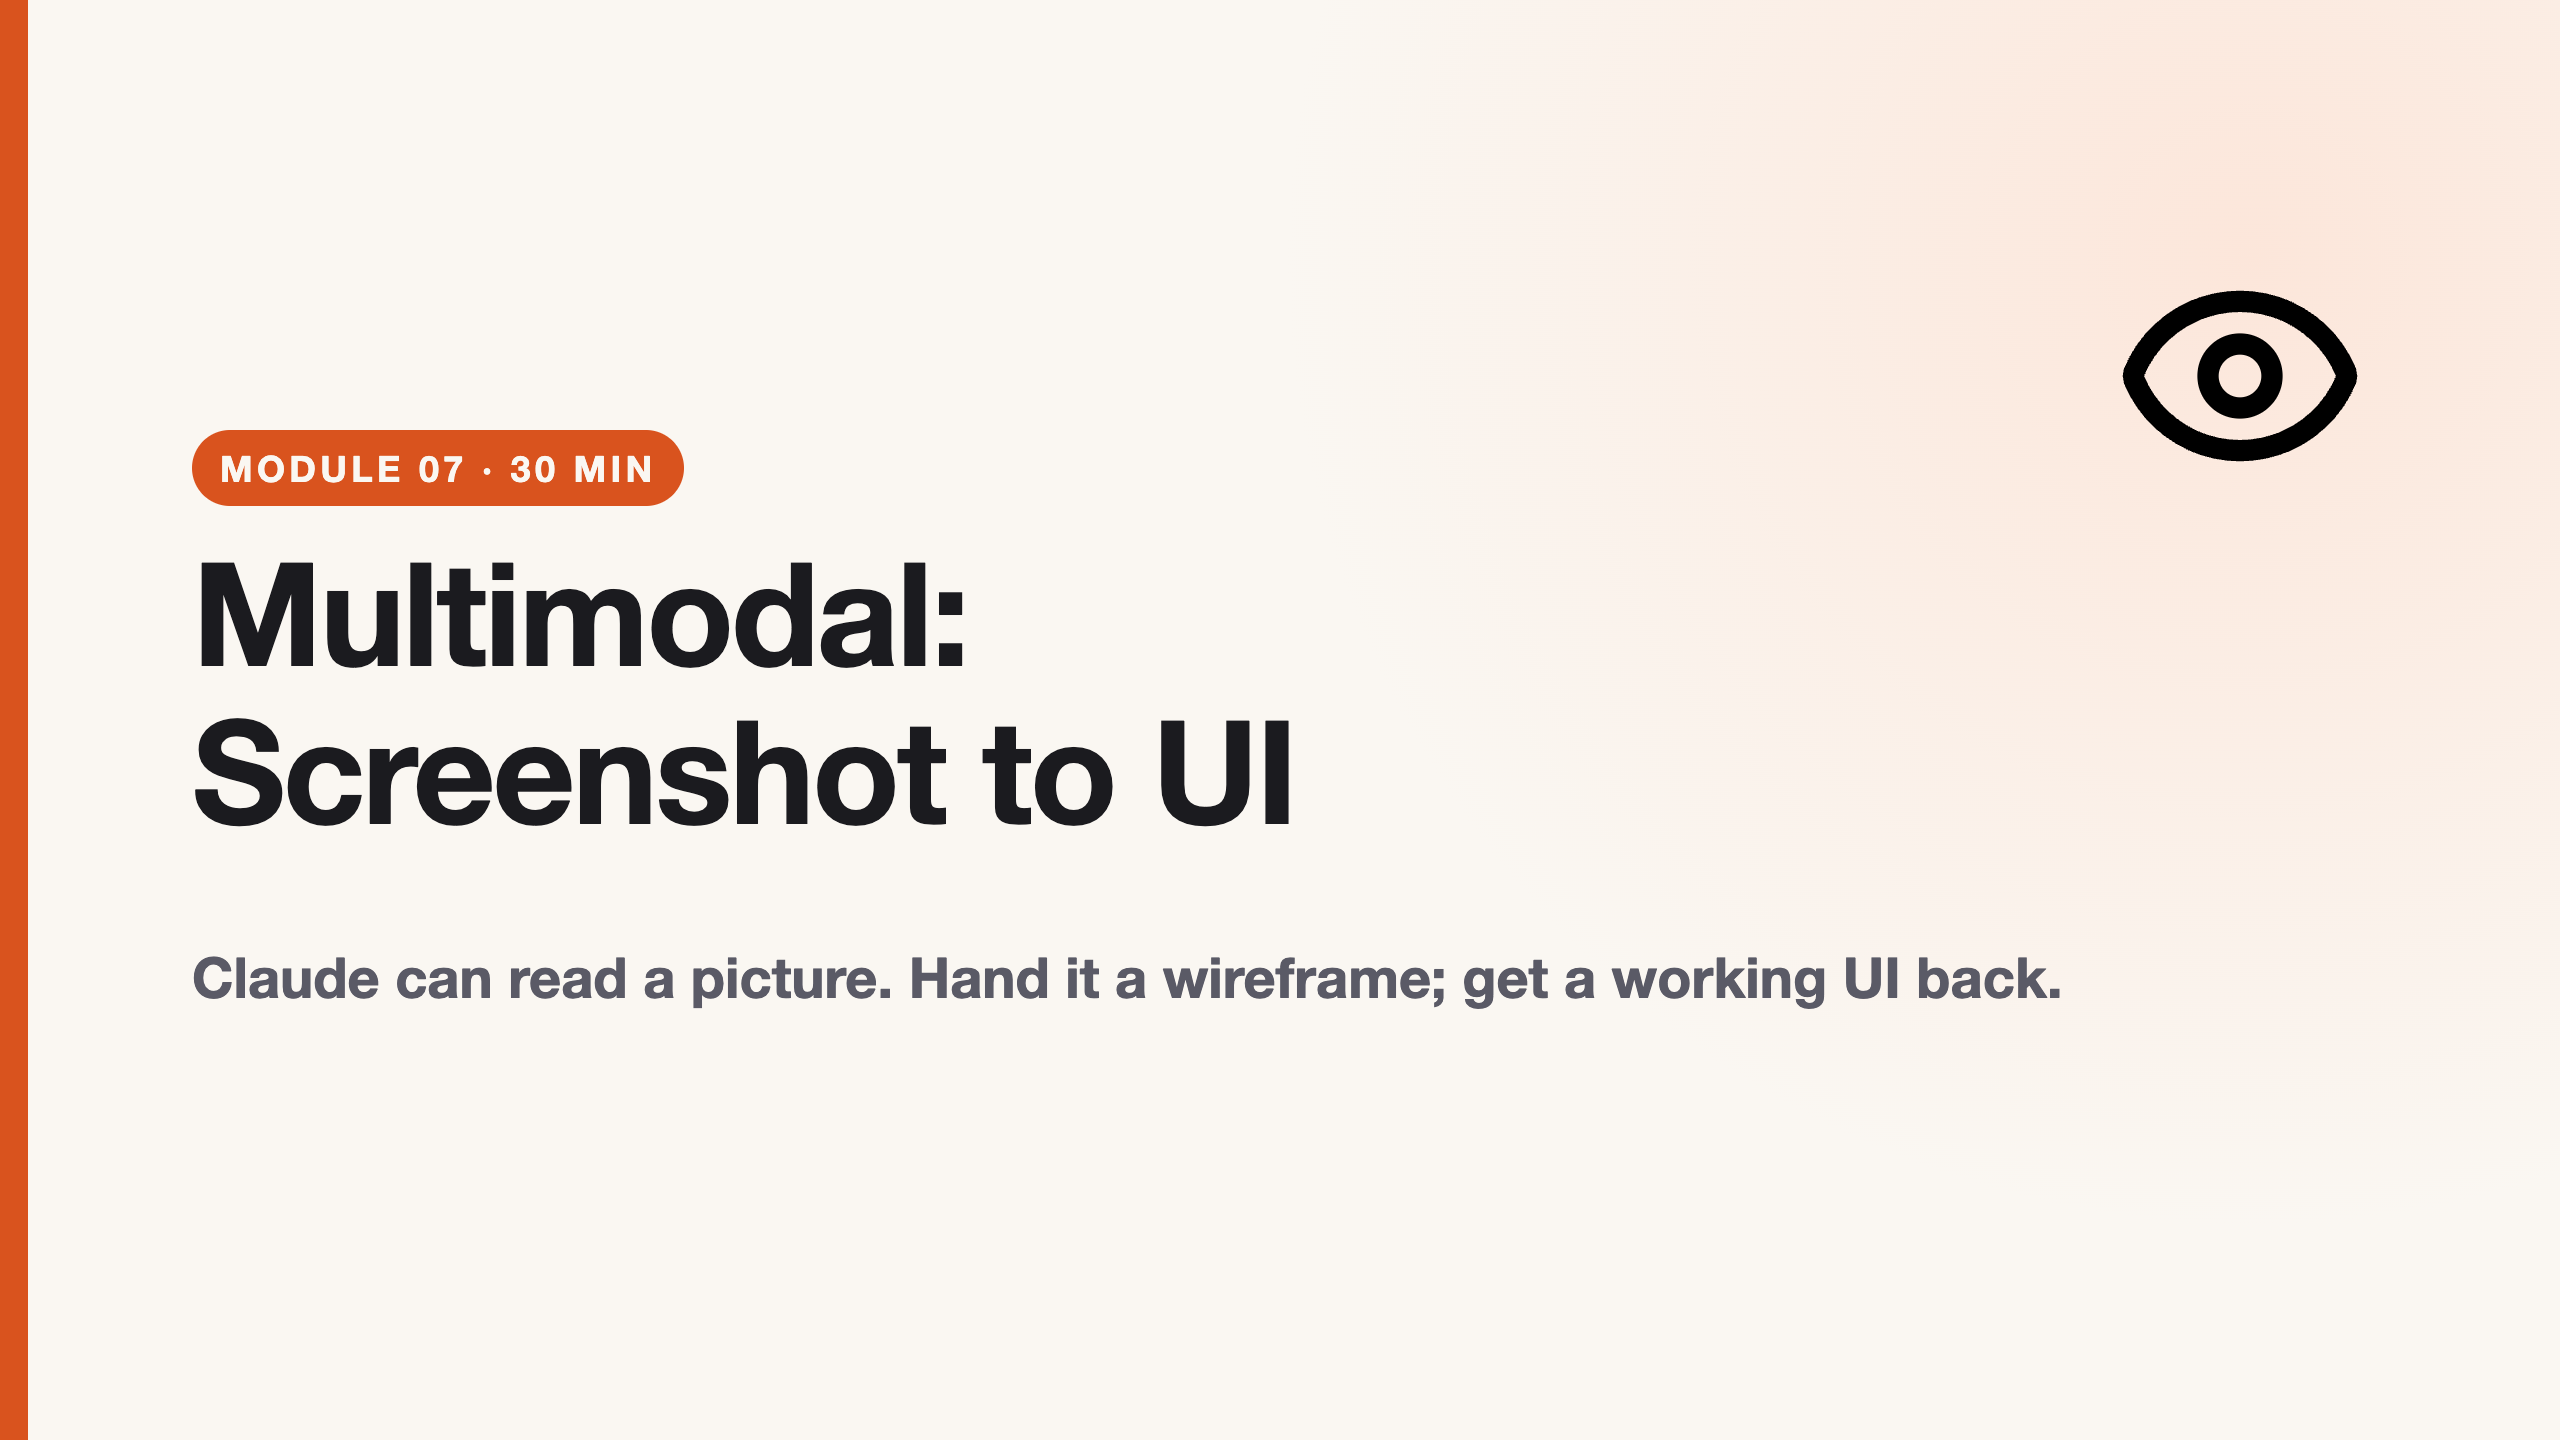 MODULE 07 · 30 MIN
Multimodal:
Screenshot to UI
Claude can read a picture. Hand it a wireframe; get a working UI back.